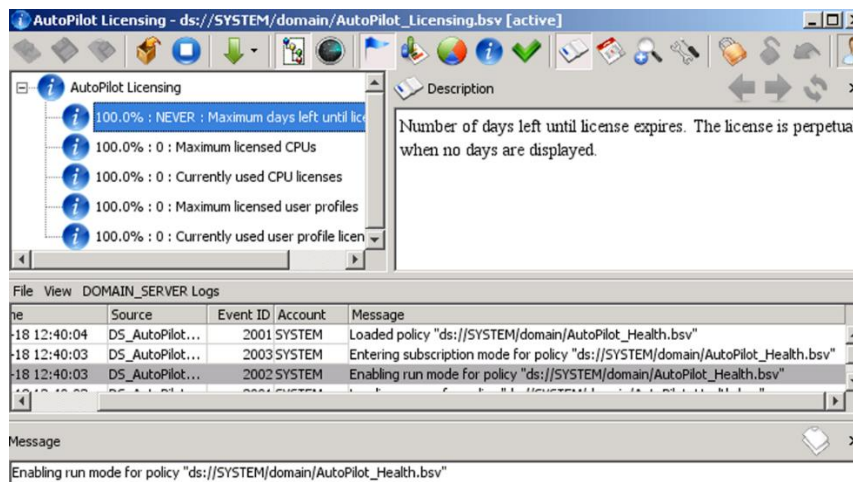 AutoPilot Licensing - ds://SYSTEM/domain/AutoPilot_Licensing.bsv [active]
AutoPilot Licensing
100.0% : NEVER : Maximum days left until lice
100.0% : 0 : Maximum licensed CPUs
100.0% : 0 : Currently used CPU licenses
100.0% : 0 : Maximum licensed user profiles
100.0% : 0 : Currently used user profile licen
Description
Number of days left until license expires. The license is perpetua
when no days are displayed.
File View DOMAIN_SERVER Logs
ne Source Event ID Account Message
-18 12:40:04 DS_AutoPilot... 2001 SYSTEM Loaded policy "ds://SYSTEM/domain/AutoPilot_Health.bsv"
-18 12:40:03 DS_AutoPilot... 2003 SYSTEM Entering subscription mode for policy "ds://SYSTEM/domain/AutoPilot_Health.bsv"
-18 12:40:03 DS_AutoPilot... 2002 SYSTEM Enabling run mode for policy "ds://SYSTEM/domain/AutoPilot_Health.bsv"
Message
Enabling run mode for policy "ds://SYSTEM/domain/AutoPilot_Health.bsv"